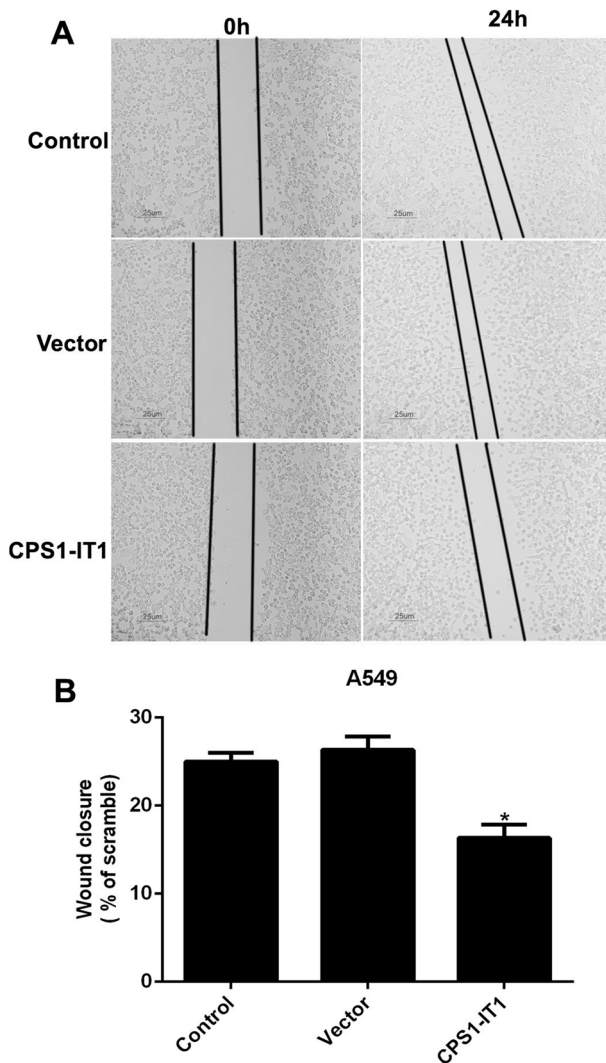 A
0h
24h
Control
25um
25um
Vector
25um
25um
CPS1-IT1
25um
25um
B
A549
Wound closure
( % of scramble)
30
20
10
0
*
Control
Vector
CPS1-IT1